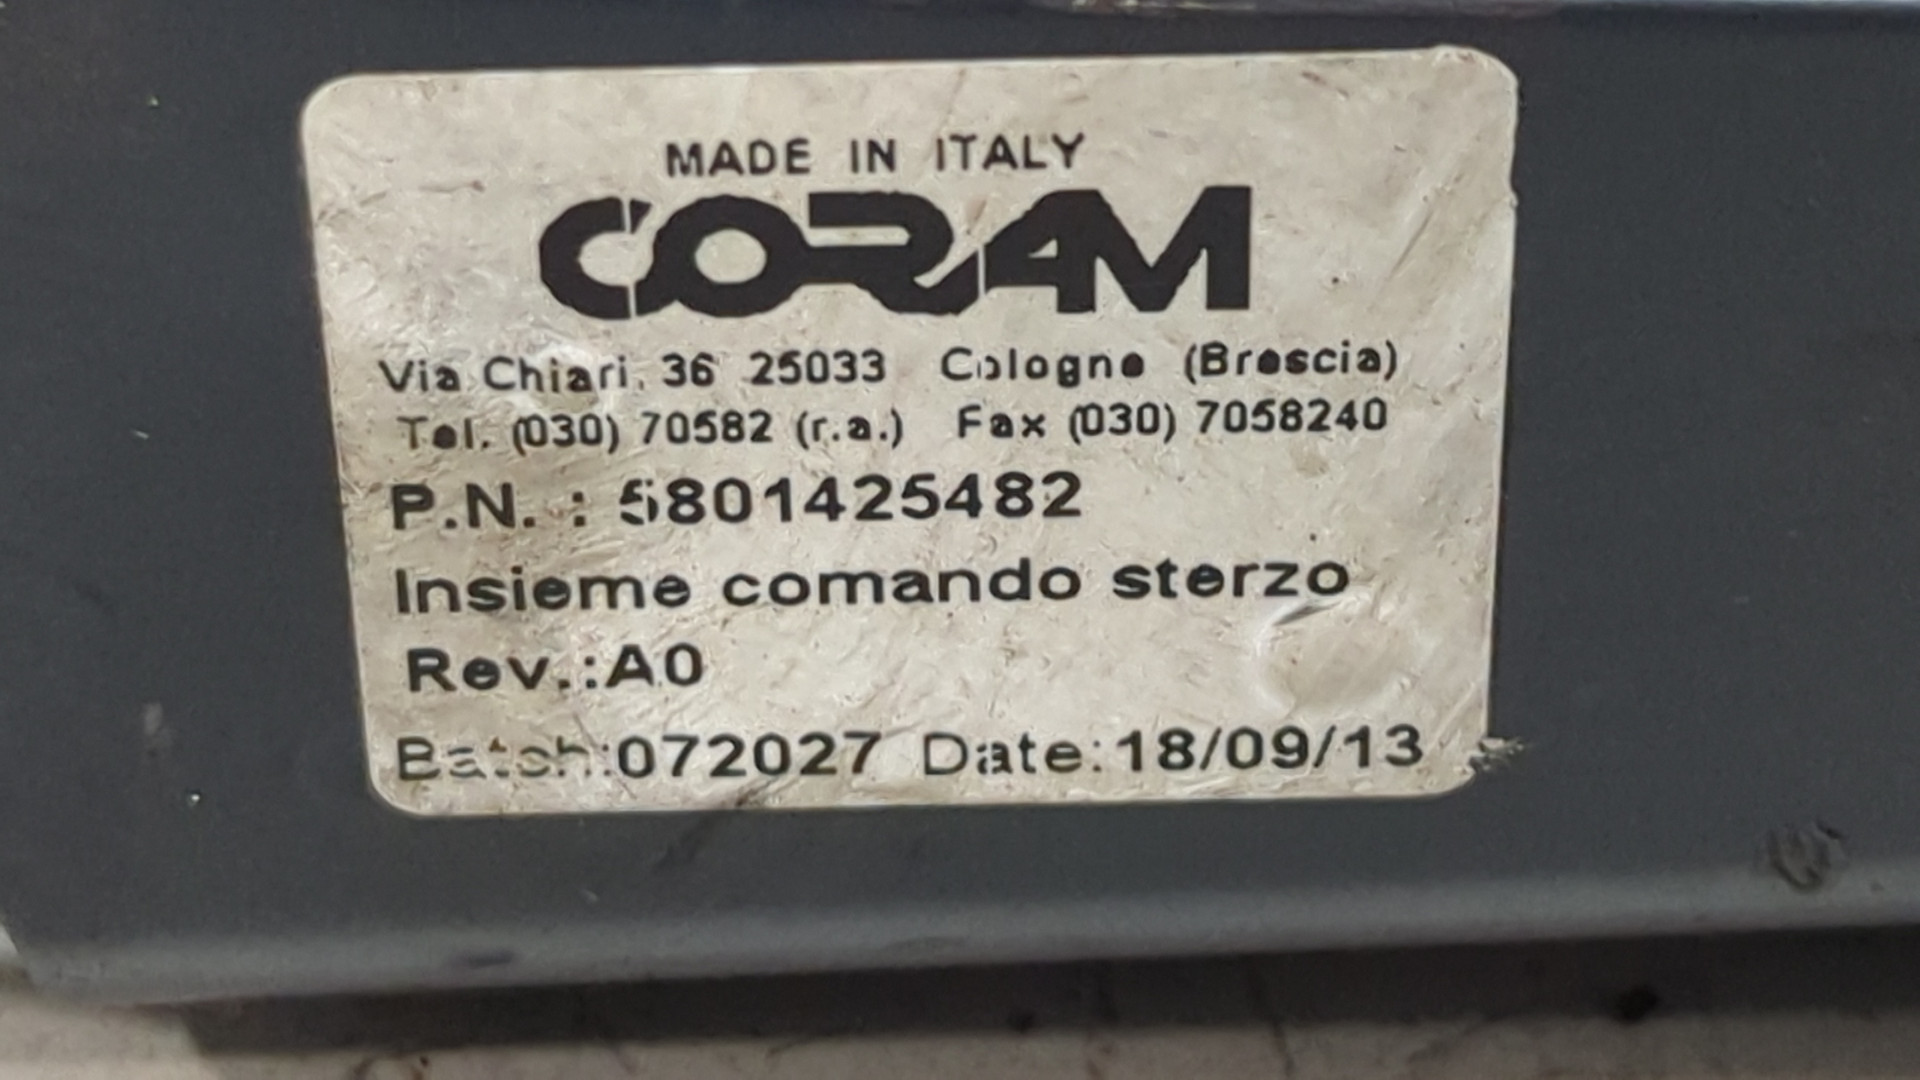 MADE IN ITALY
CORAM
Via Chiari, 36 25033 Cologne (Brescia)
Tel. (030) 70582 (r.a.) Fax (030) 7058240
P.N. : 5801425482
Insieme comando sterzo
Rev.:A0
Batch:072027 Date:18/09/13